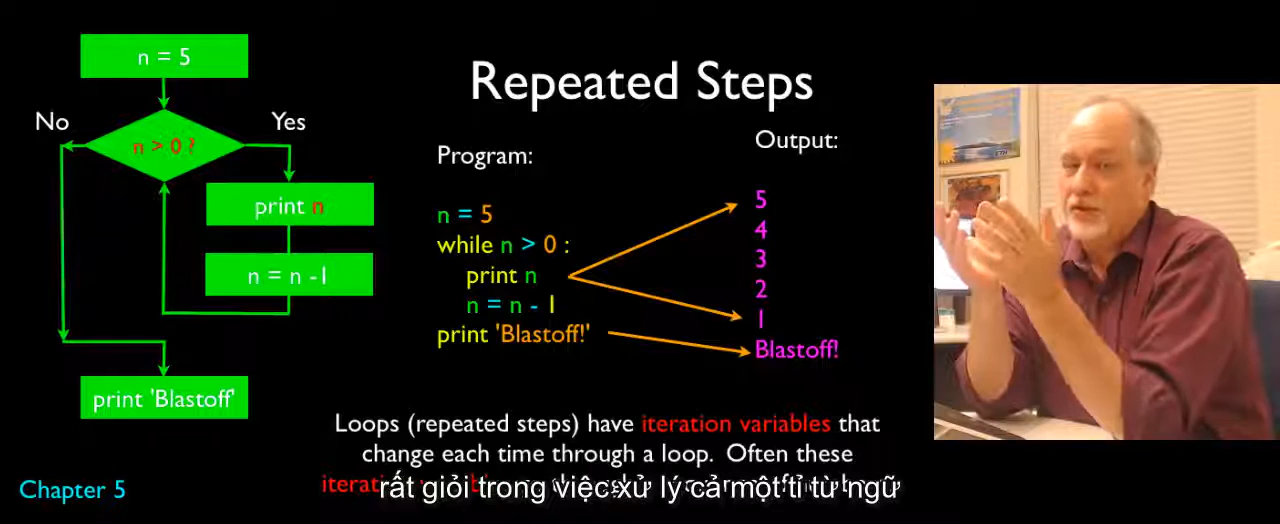 n = 5
No
Yes
n > 0 ?
print n
n = n -1
print 'Blastoff'
Chapter 5
Repeated Steps
Program:
n = 5
while n > 0 :
print n
n = n - 1
print 'Blastoff!'
Output:
5
4
3
2
1
Blastoff!
Loops (repeated steps) have iteration variables that
change each time through a loop. Often these
rất giỏi trong việc xử lý cả một tỉ từ ngữ